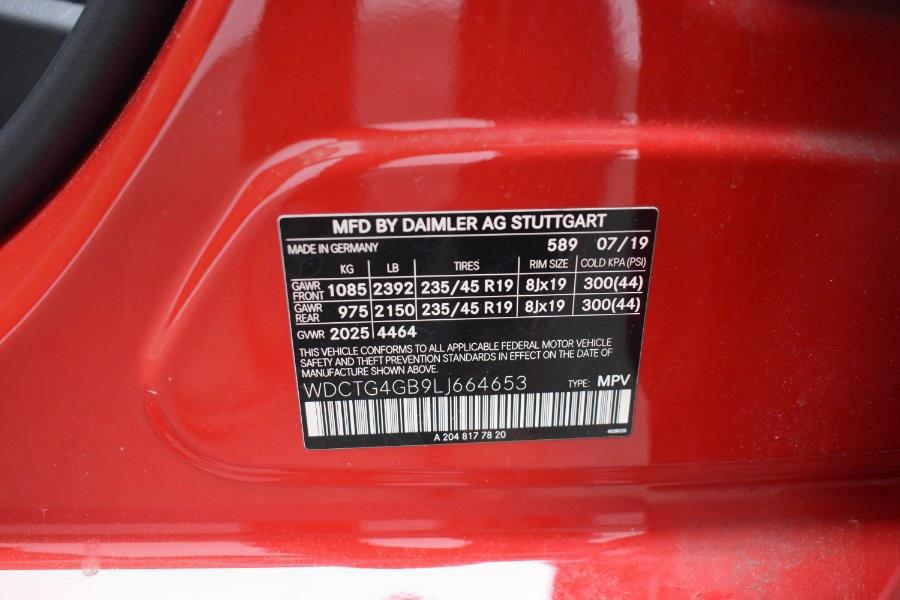 MFD BY DAIMLER AG STUTTGART
MADE IN GERMANY 589 07/19
KG LB TIRES RIM SIZE COLD KPA (PSI)
GAWR FRONT 1085 2392 235/45 R19 8Jx19 300(44)
GAWR REAR 975 2150 235/45 R19 8Jx19 300(44)
GVWR 2025 4464
THIS VEHICLE CONFORMS TO ALL APPLICABLE FEDERAL MOTOR VEHICLE
SAFETY AND THEFT PREVENTION STANDARDS IN EFFECT ON THE DATE OF
MANUFACTURE SHOWN ABOVE.
WDCTG4GB9LJ664653 TYPE: MPV
A 204 817 78 20